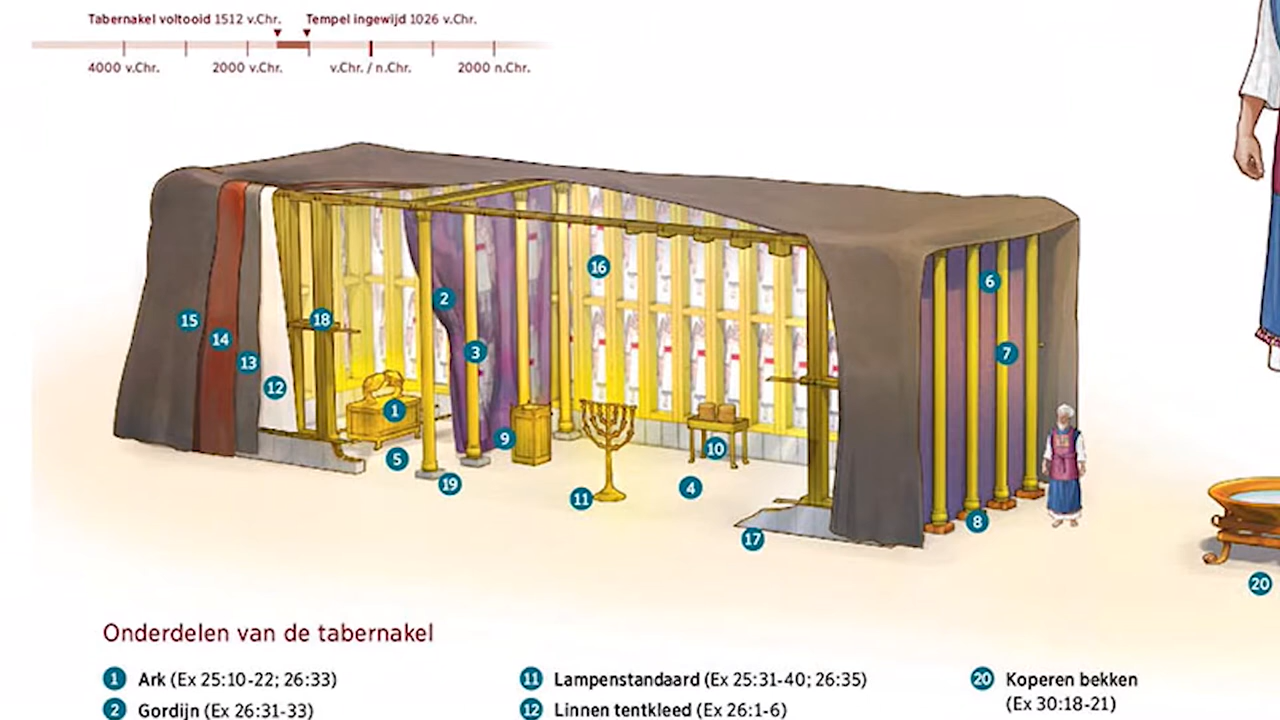 Tabernakel voltooid 1512 v.Chr. Tempel ingewijd 1026 v.Chr.
4000 v.Chr. 2000 v.Chr. v.Chr. / n.Chr. 2000 n.Chr.
16
6
2
15
18
14
3
7
13
12
1
9
10
5
19
4
11
8
17
20
Onderdelen van de tabernakel
1 Ark (Ex 25:10-22; 26:33)
2 Gordijn (Ex 26:31-33)
11 Lampenstandaard (Ex 25:31-40; 26:35)
12 Linnen tentkleed (Ex 26:1-6)
20 Koperen bekken
(Ex 30:18-21)